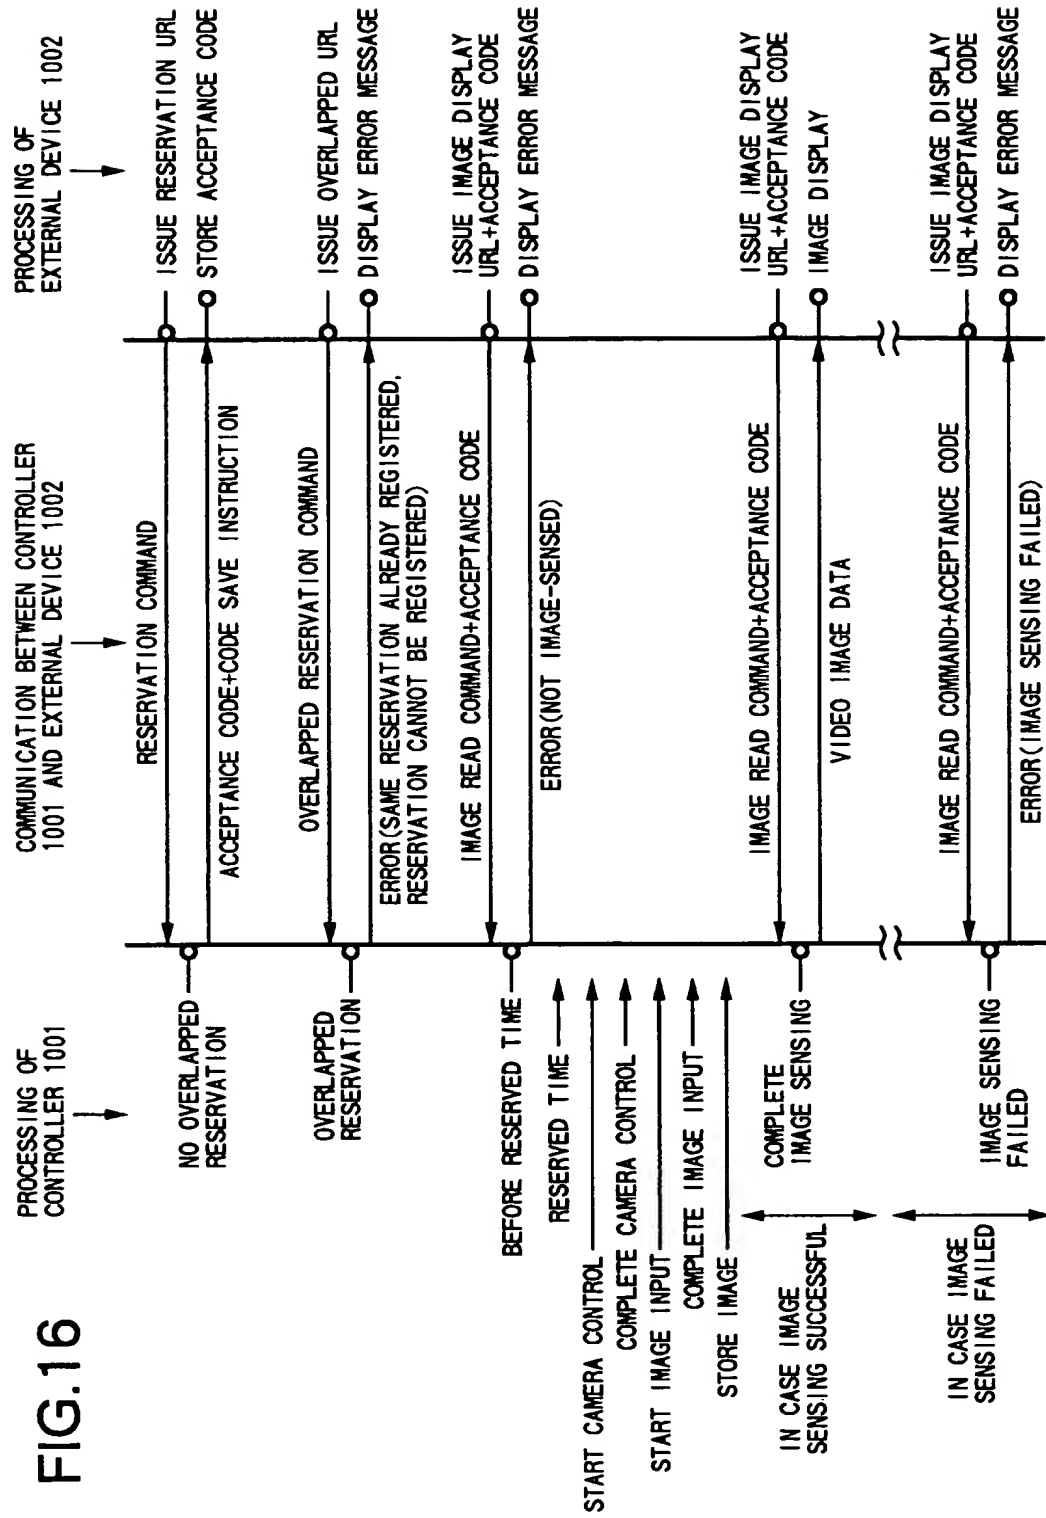 FIG.16
PROCESSING OF
CONTROLLER 1001
COMMUNICATION BETWEEN CONTROLLER
1001 AND EXTERNAL DEVICE 1002
PROCESSING OF
EXTERNAL DEVICE 1002
NO OVERLAPPED
RESERVATION
RESERVATION COMMAND
ISSUE RESERVATION URL
ACCEPTANCE CODE+CODE SAVE INSTRUCTION
STORE ACCEPTANCE CODE
OVERLAPPED
RESERVATION
OVERLAPPED RESERVATION COMMAND
ISSUE OVERLAPPED URL
ERROR(SAME RESERVATION ALREADY REGISTERED,
RESERVATION CANNOT BE REGISTERED)
DISPLAY ERROR MESSAGE
BEFORE RESERVED TIME
IMAGE READ COMMAND+ACCEPTANCE CODE
ISSUE IMAGE DISPLAY
URL+ACCEPTANCE CODE
ERROR(NOT IMAGE-SENSED)
DISPLAY ERROR MESSAGE
RESERVED TIME
START CAMERA CONTROL
COMPLETE CAMERA CONTROL
START IMAGE INPUT
COMPLETE IMAGE INPUT
STORE IMAGE
IN CASE IMAGE
SENSING SUCCESSFUL
COMPLETE
IMAGE SENSING
IMAGE READ COMMAND+ACCEPTANCE CODE
ISSUE IMAGE DISPLAY
URL+ACCEPTANCE CODE
VIDEO IMAGE DATA
IMAGE DISPLAY
IN CASE IMAGE
SENSING FAILED
IMAGE SENSING
FAILED
IMAGE READ COMMAND+ACCEPTANCE CODE
ISSUE IMAGE DISPLAY
URL+ACCEPTANCE CODE
ERROR(IMAGE SENSING FAILED)
DISPLAY ERROR MESSAGE